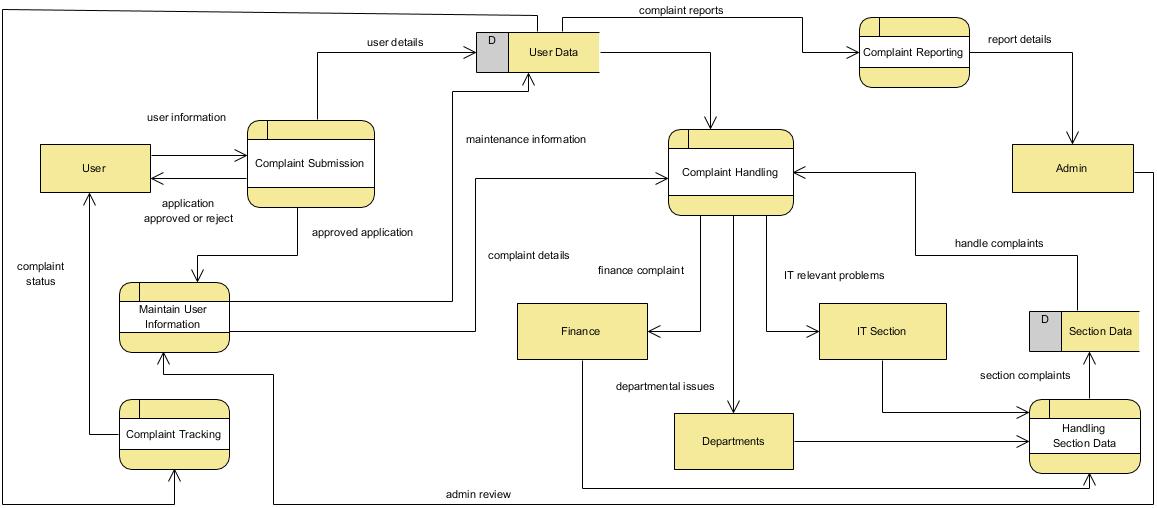 complaint reports
D
User Data
user details
Complaint Reporting
report details
user information
maintenance information
User
Complaint Submission
Complaint Handling
Admin
application
approved or reject
approved application
complaint
status
complaint details
finance complaint
IT relevant problems
handle complaints
Maintain User
Information
Finance
IT Section
D
Section Data
section complaints
departmental issues
Complaint Tracking
Departments
Handling
Section Data
admin review